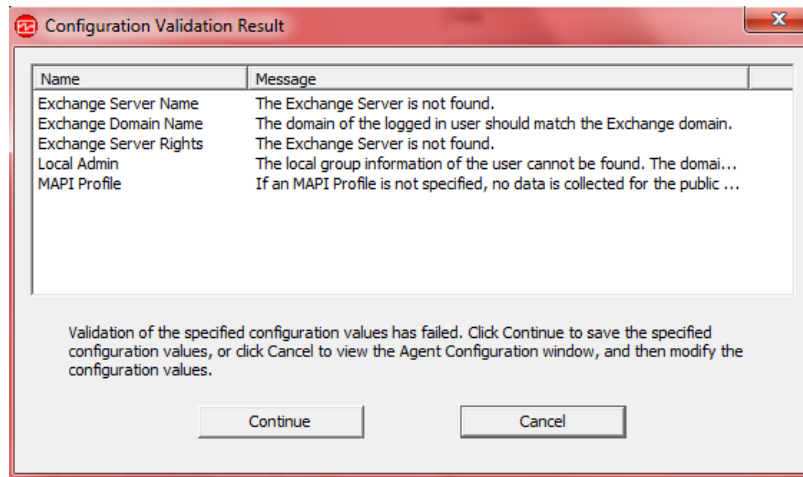 Configuration Validation Result
Name Message
Exchange Server Name The Exchange Server is not found.
Exchange Domain Name The domain of the logged in user should match the Exchange domain.
Exchange Server Rights The Exchange Server is not found.
Local Admin The local group information of the user cannot be found. The domai...
MAPI Profile If an MAPI Profile is not specified, no data is collected for the public ...
Validation of the specified configuration values has failed. Click Continue to save the specified
configuration values, or click Cancel to view the Agent Configuration window, and then modify the
configuration values.
Continue Cancel